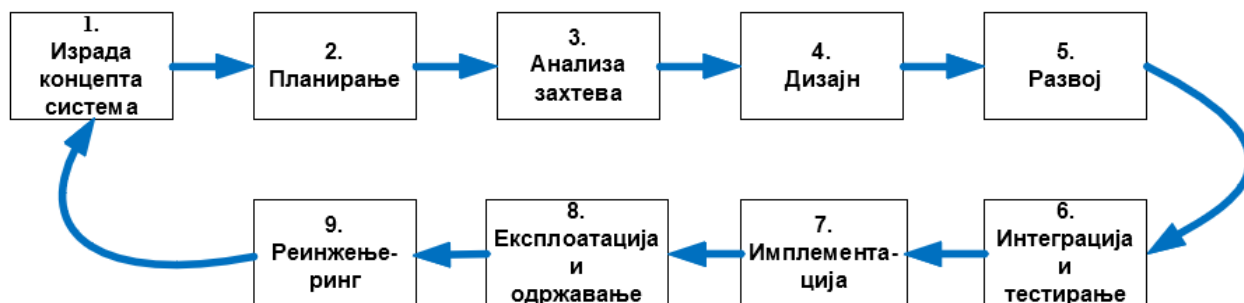 1.
Израда
концепта
система
2.
Планирање
3.
Анализа
захтева
4.
Дизајн
5.
Развој
9.
Реинжење-
ринг
8.
Експлоатација
и
одржавање
7.
Имплемента-
ција
6.
Интеграција
и
тестирање